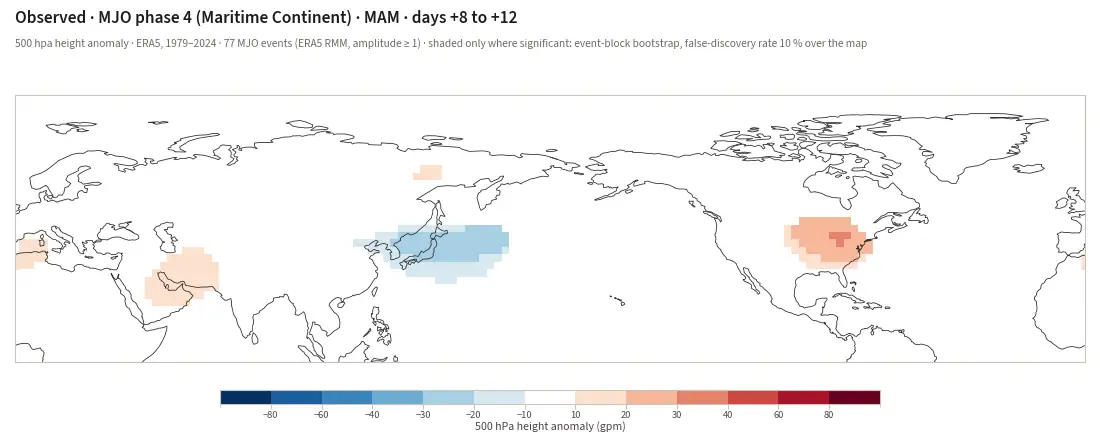 Observed · MJO phase 4 (Maritime Continent) · MAM · days +8 to +12
500 hpa height anomaly · ERA5, 1979–2024 · 77 MJO events (ERA5 RMM, amplitude ≥ 1) · shaded only where significant: event-block bootstrap, false-discovery rate 10 % over the map
−80 −60 −40 −30 −20 −10 10 20 30 40 60 80
500 hPa height anomaly (gpm)